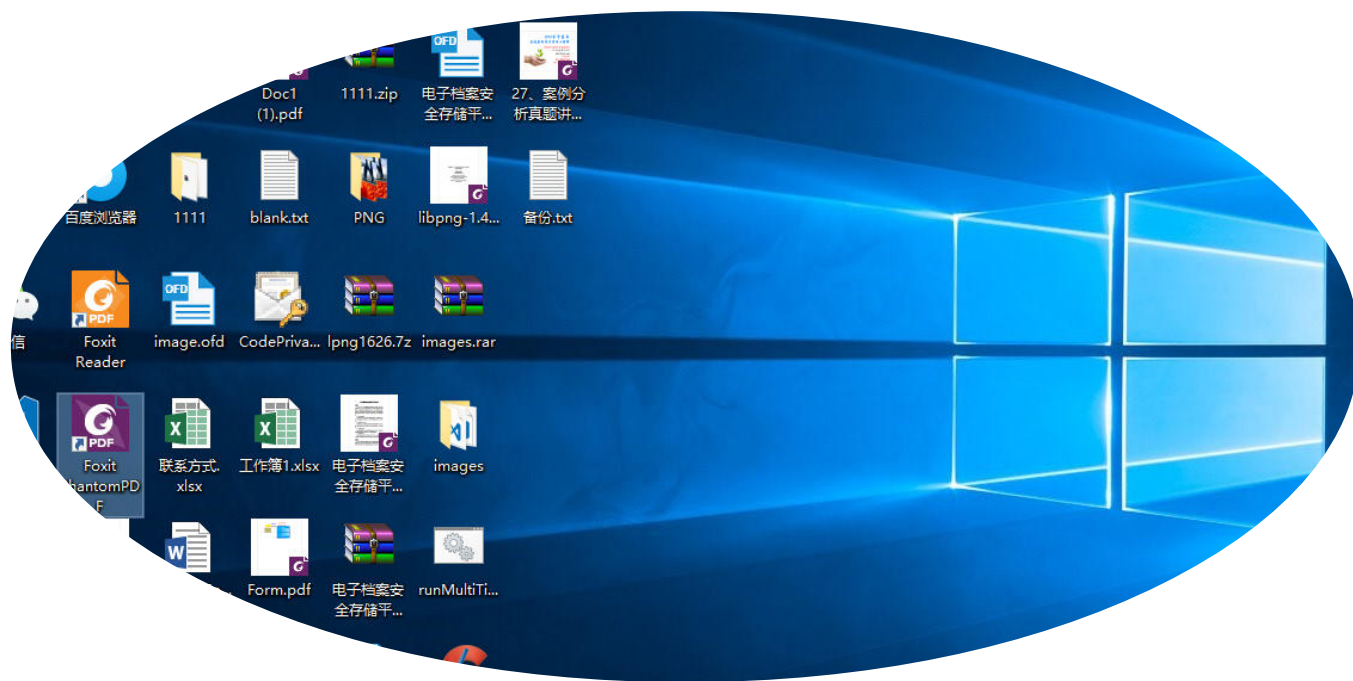 OFD
Doc1
(1).pdf
1111.zip
电子档案安
全存储平...
27、案例分
析真题讲...
百度浏览器
1111
blank.txt
PNG
libpng-1.4...
备份.txt
信
PDF
Foxit
Reader
OFD
image.ofd
CodePriva...
lpng1626.7z
images.rar
PDF
Foxit
hantomPD
F
联系方式.
xlsx
工作簿1.xlsx
电子档案安
全存储平...
images
Form.pdf
电子档案安
全存储平...
runMultiTi...